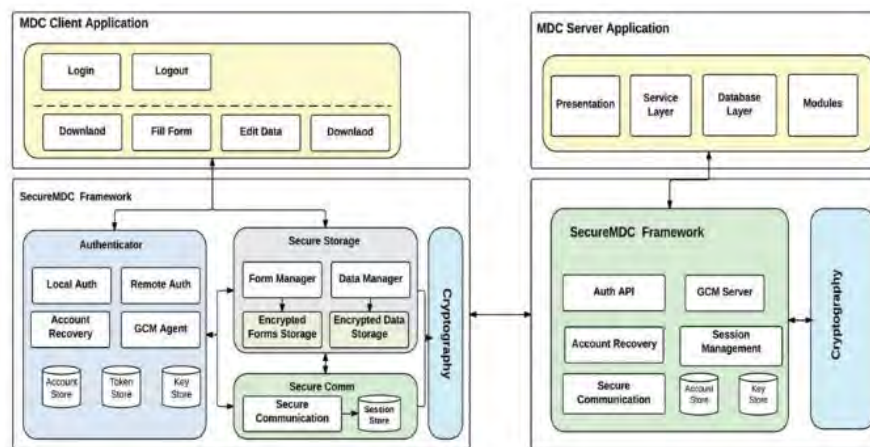 MDC Client Application
Login
Logout
Downlaod
Fill Form
Edit Data
Downlaod
SecureMDC Framework
Authenticator
Local Auth
Remote Auth
Account
Recovery
GCM Agent
Account
Store
Token
Store
Key
Store
Secure Storage
Form Manager
Data Manager
Encrypted
Forms Storage
Encrypted Data
Storage
Secure Comm
Secure
Communication
Session
Store
Cryptography
MDC Server Application
Presentation
Service
Layer
Database
Layer
Modules
SecureMDC Framework
Auth API
GCM Server
Account Recovery
Session
Management
Secure
Communication
Account
Store
Key
Store
Cryptography